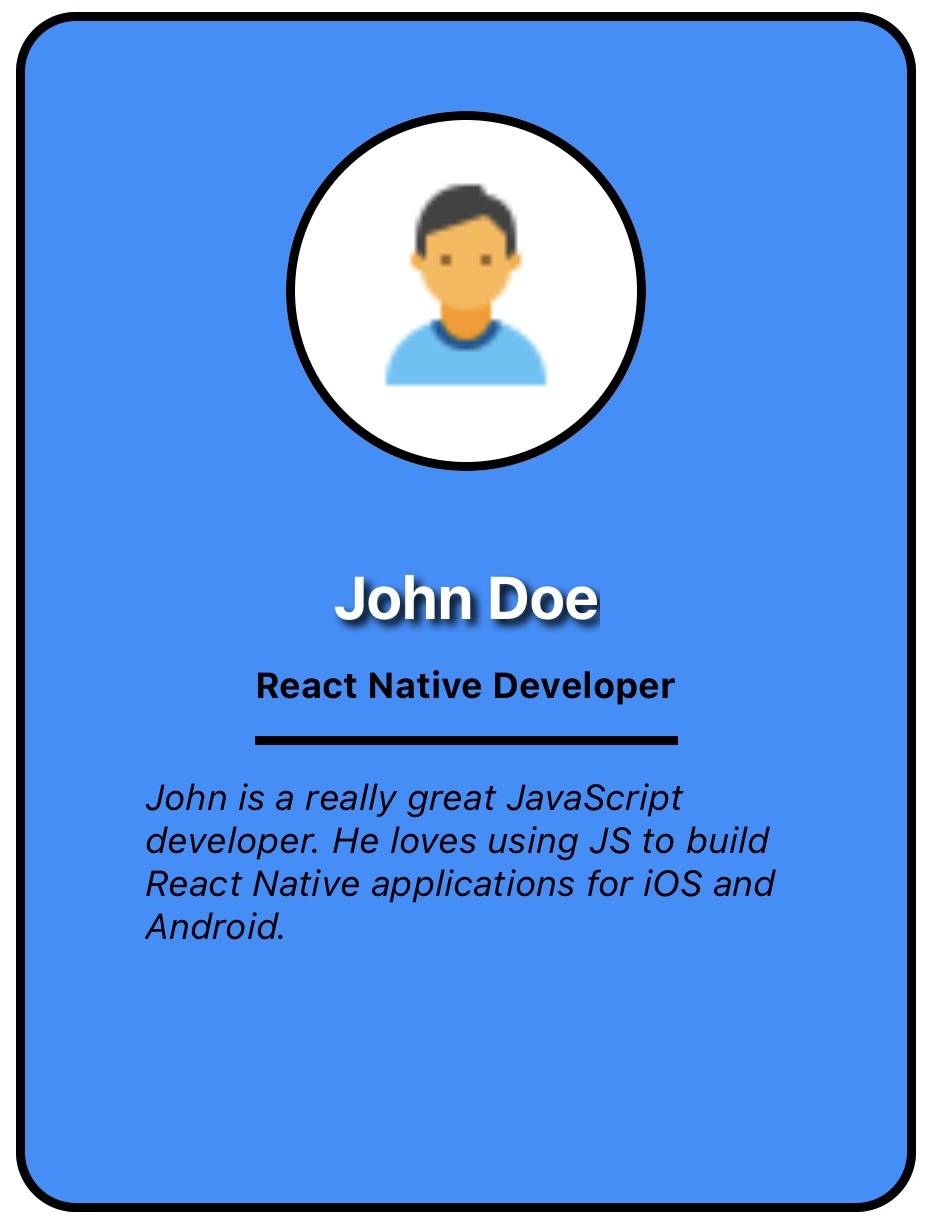 John Doe
React Native Developer
John is a really great JavaScript
developer. He loves using JS to build
React Native applications for iOS and
Android.